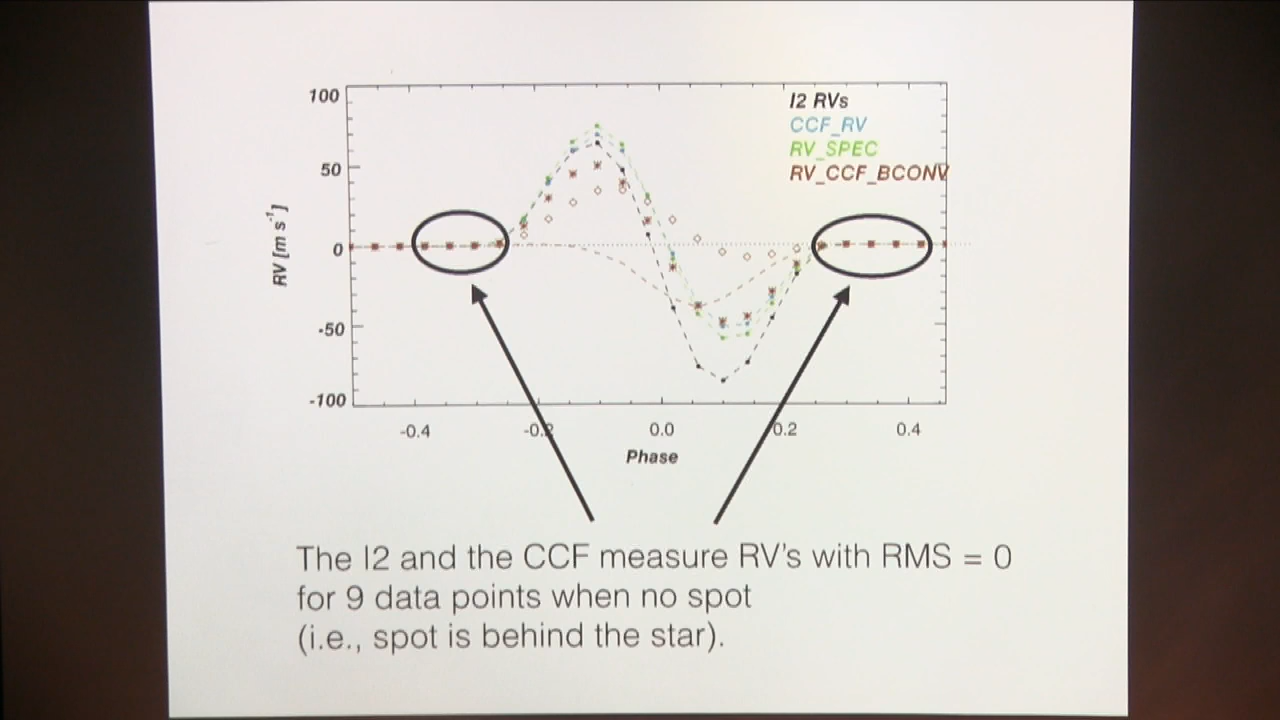 100
50
0
-50
-100
RV [m s⁻¹]
I2 RVs
CCF_RV
RV_SPEC
RV_CCF_BCONV
-0.4
-0.2
0.0
0.2
0.4
Phase
The I2 and the CCF measure RV's with RMS = 0
for 9 data points when no spot
(i.e., spot is behind the star).